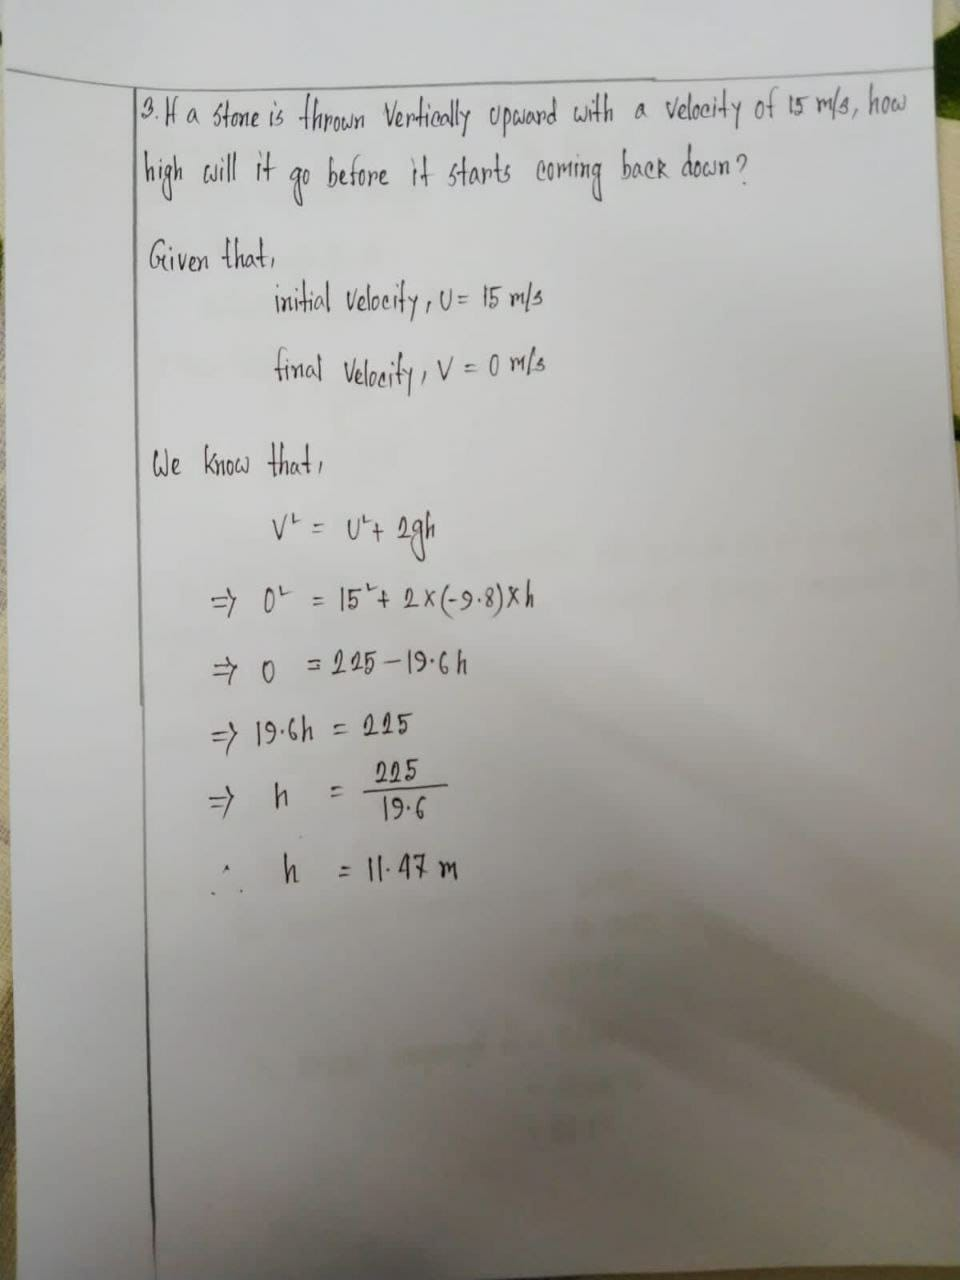 3. If a stone is thrown vertically upward with a velocity of 15 m/s, how
high will it go before it starts coming back down?
Given that,
initial velocity, U = 15 m/s
final velocity, V = 0 m/s
We know that,
V² = U² + 2gh
⇒ 0² = 15² + 2×(-9.8)×h
⇒ 0 = 225 - 19.6h
⇒ 19.6h = 225
⇒ h = 225/19.6
∴ h = 11.47 m